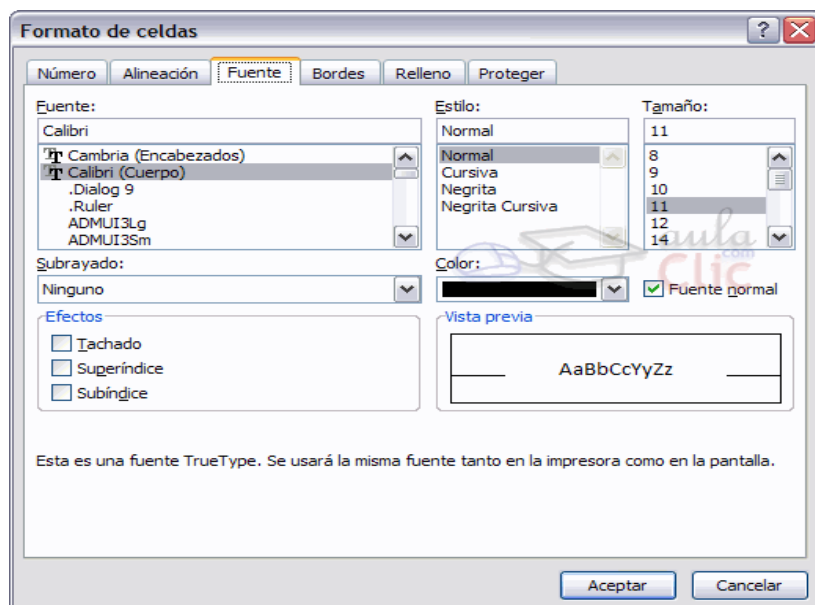 Formato de celdas
Número Alineación Fuente Bordes Relleno Proteger
Fuente: Estilo: Tamaño:
Calibri Normal 11
Cambria (Encabezados) Normal 8
Calibri (Cuerpo) Cursiva 9
.Dialog 9 Negrita 10
.Ruler Negrita Cursiva 11
ADMUI3Lg 12
ADMUI3Sm 14
aula
.com
Clic
Subrayado: Color:
Ninguno Fuente normal
Efectos Vista previa
Tachado
Superíndice AaBbCcYyZz
Subíndice
Esta es una fuente TrueType. Se usará la misma fuente tanto en la impresora como en la pantalla.
Aceptar Cancelar